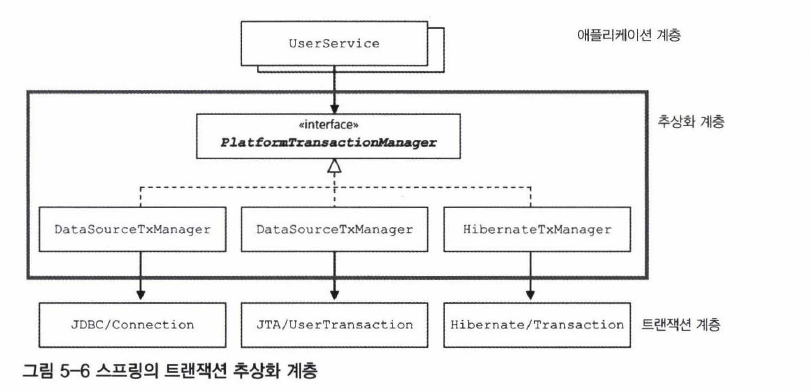 UserService
애플리케이션 계층
«interface»
PlatformTransactionManager
추상화 계층
DataSourceTxManager
DataSourceTxManager
HibernateTxManager
JDBC/Connection
JTA/UserTransaction
Hibernate/Transaction
트랜잭션 계층
그림 5-6 스프링의 트랜잭션 추상화 계층